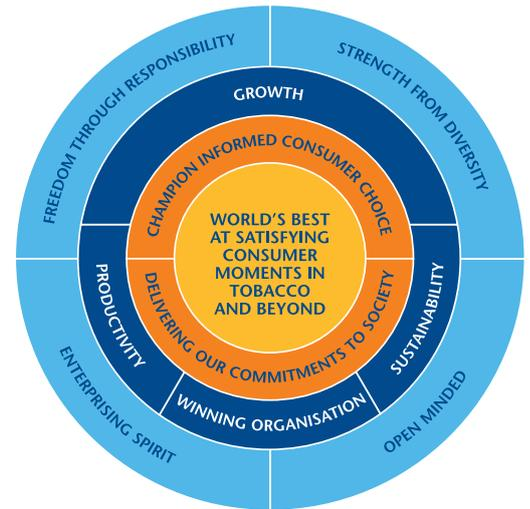 FREEDOM THROUGH RESPONSIBILITY
STRENGTH FROM DIVERSITY
GROWTH
CHAMPION INFORMED CONSUMER CHOICE
WORLD'S BEST
AT SATISFYING
CONSUMER
MOMENTS IN
TOBACCO
AND BEYOND
PRODUCTIVITY
DELIVERING OUR COMMITMENTS TO SOCIETY
SUSTAINABILITY
WINNING ORGANISATION
ENTERPRISING SPIRIT
OPEN MINDED